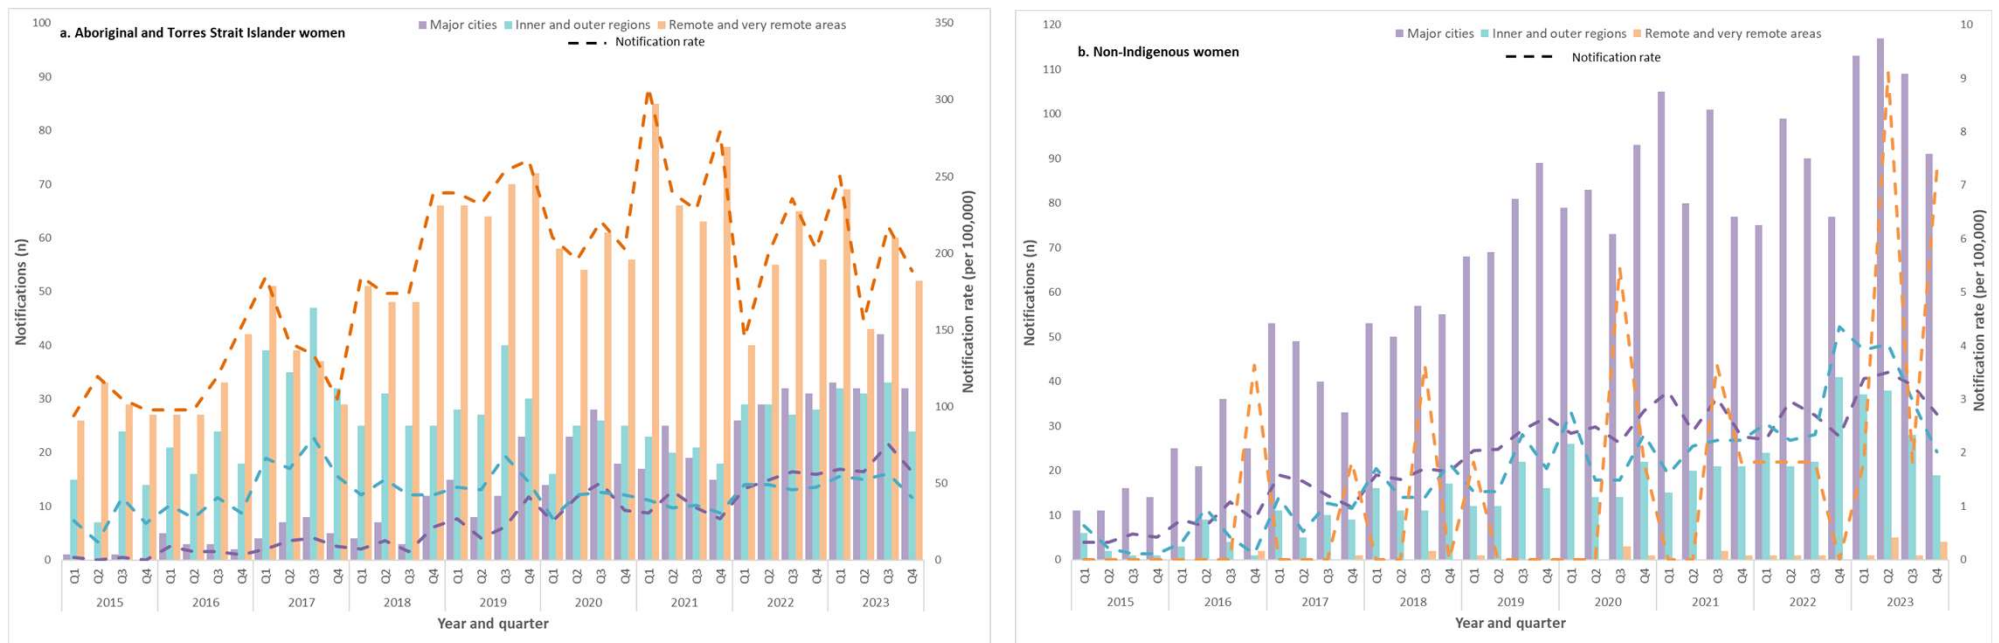 a. Aboriginal and Torres Strait Islander women
Major cities Inner and outer regions Remote and very remote areas
Notification rate
Notifications (n)
100
90
80
70
60
50
40
30
20
10
0
Notification rate (per 100,000)
350
300
250
200
150
100
50
0
Q1 Q2 Q3 Q4 Q1 Q2 Q3 Q4 Q1 Q2 Q3 Q4 Q1 Q2 Q3 Q4 Q1 Q2 Q3 Q4 Q1 Q2 Q3 Q4 Q1 Q2 Q3 Q4 Q1 Q2 Q3 Q4 Q1 Q2 Q3 Q4
2015 2016 2017 2018 2019 2020 2021 2022 2023
Year and quarter
b. Non-Indigenous women
Major cities Inner and outer regions Remote and very remote areas
Notification rate
Notifications (n)
120
110
100
90
80
70
60
50
40
30
20
10
0
Notification rate (per 100,000)
10
9
8
7
6
5
4
3
2
1
0
Q1 Q2 Q3 Q4 Q1 Q2 Q3 Q4 Q1 Q2 Q3 Q4 Q1 Q2 Q3 Q4 Q1 Q2 Q3 Q4 Q1 Q2 Q3 Q4 Q1 Q2 Q3 Q4 Q1 Q2 Q3 Q4 Q1 Q2 Q3 Q4
2015 2016 2017 2018 2019 2020 2021 2022 2023
Year and quarter